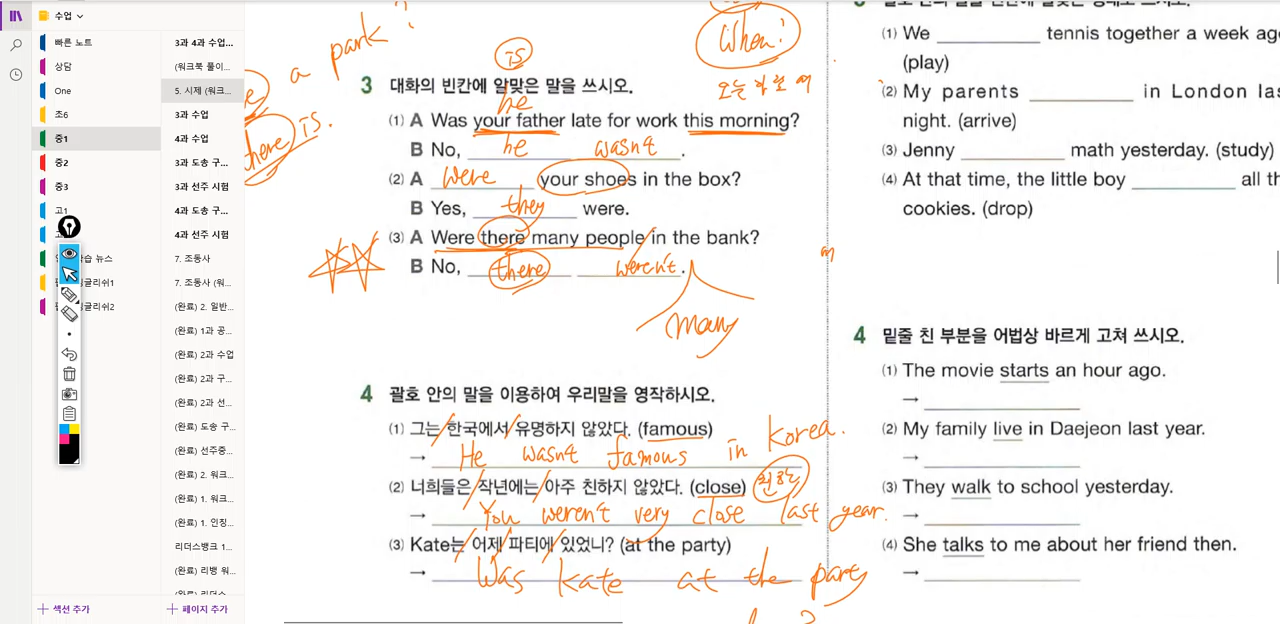 수업
빠른 노트
상담
One
초6
중1
중2
중3
고1
습 뉴스
글리쉬1
잉글리쉬2
섹션 추가
3과 4과 수업...
(워크북 풀이...
5. 시제 (워크...
3과 수업
4과 수업
3과 도송 구...
3과 선주 시험
4과 도송 구...
4과 선주 시험
7. 조동사
7. 조동사 (워...
(완료) 2. 일반...
(완료) 1과 공...
(완료) 2과 수업
(완료) 2과 구...
(완료) 2과 선...
(완료) 도송 구...
(완료) 선주중...
(완료) 2. 워크...
(완료) 1. 워크...
(완료) 1. 인칭...
리더스뱅크 1...
(완료) 리뱅 워...
페이지 추가
a park?
there is.
is
When?
3 대화의 빈칸에 알맞은 말을 쓰시오.
he
(1) A Was your father late for work this morning?
B No, he wasn't.
(2) A Were your shoes in the box?
B Yes, they were.
(3) A Were there many people in the bank?
B No, there weren't.
many
4 괄호 안의 말을 이용하여 우리말을 영작하시오.
(1) 그는 한국에서 유명하지 않았다. (famous)
→ He wasn't famous in Korea.
(2) 너희들은 작년에는 아주 친하지 않았다. (close) 친한
→ You weren't very close last year.
(3) Kate는 어제 파티에 있었니? (at the party)
→ Was Kate at the party
(1) We ______ tennis together a week ag
(play)
(2) My parents ______ in London las
night. (arrive)
(3) Jenny ______ math yesterday. (study)
(4) At that time, the little boy ______ all th
cookies. (drop)
4 밑줄 친 부분을 어법상 바르게 고쳐 쓰시오.
(1) The movie starts an hour ago.
→
(2) My family live in Daejeon last year.
→
(3) They walk to school yesterday.
→
(4) She talks to me about her friend then.
→